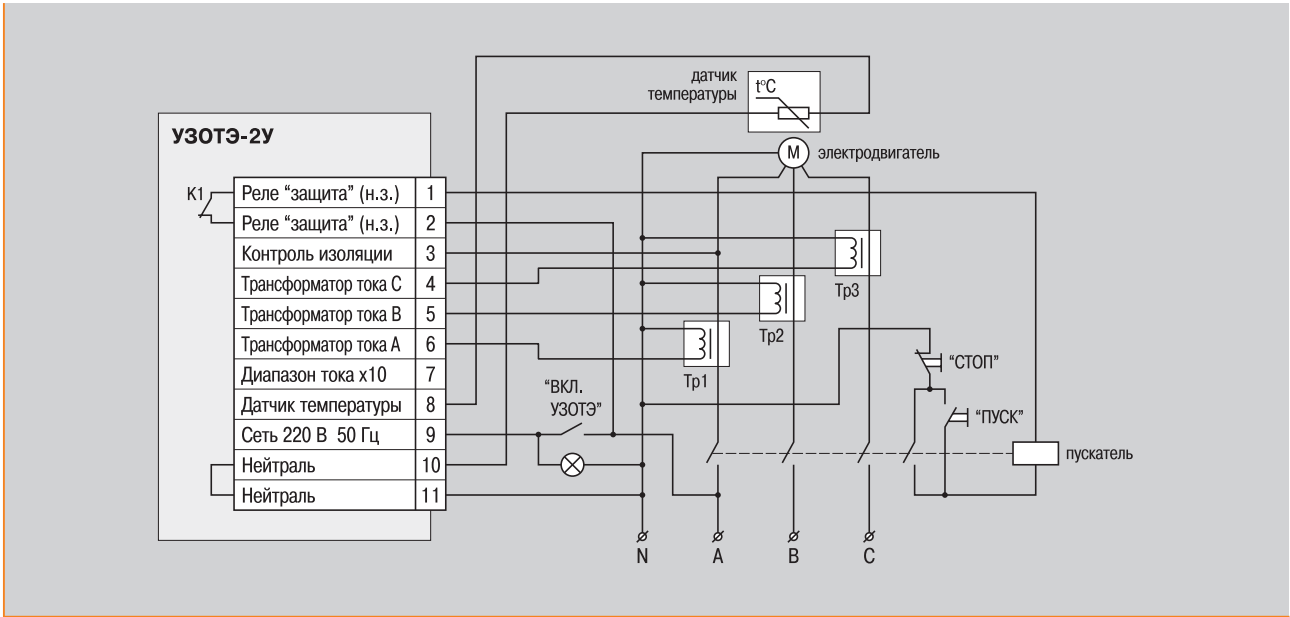 датчик
температуры
t°C
УЗОТЭ-2У
М
электродвигатель
К1
Реле “защита” (н.з.) 1
Реле “защита” (н.з.) 2
Контроль изоляции 3
Трансформатор тока С 4
Трансформатор тока В 5
Трансформатор тока А 6
Диапазон тока х10 7
Датчик температуры 8
Сеть 220 В 50 Гц 9
Нейтраль 10
Нейтраль 11
Тр3
Тр2
Тр1
“ВКЛ.
УЗОТЭ”
“СТОП”
“ПУСК”
пускатель
N A B C